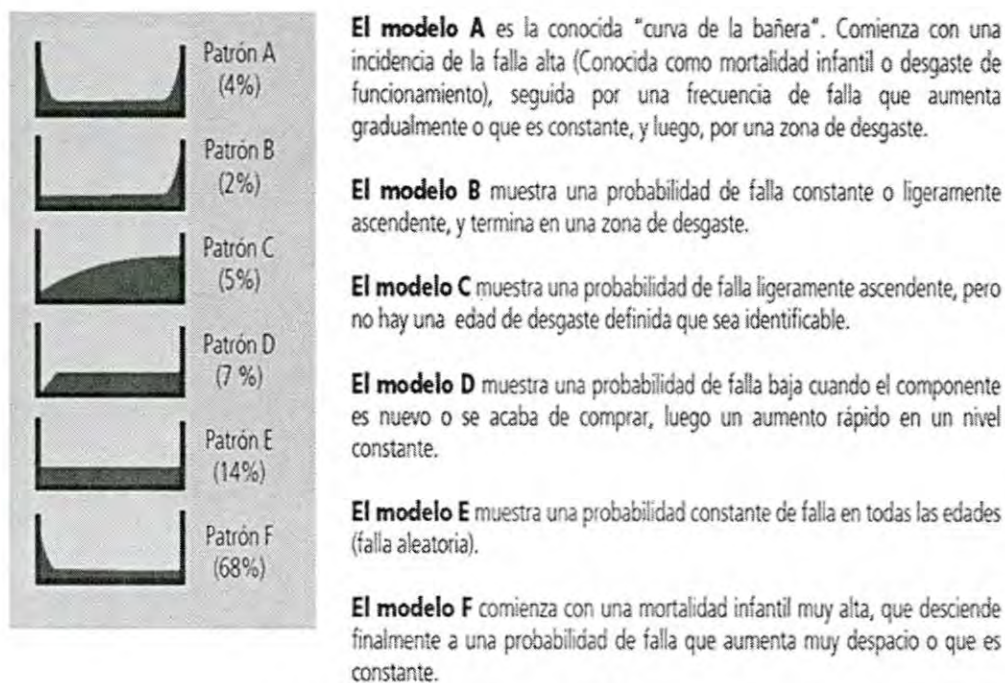 Patrón A
(4%)
Patrón B
(2%)
Patrón C
(5%)
Patrón D
(7 %)
Patrón E
(14%)
Patrón F
(68%)
El modelo A es la conocida "curva de la bañera". Comienza con una
incidencia de la falla alta (Conocida como mortalidad infantil o desgaste de
funcionamiento), seguida por una frecuencia de falla que aumenta
gradualmente o que es constante, y luego, por una zona de desgaste.
El modelo B muestra una probabilidad de falla constante o ligeramente
ascendente, y termina en una zona de desgaste.
El modelo C muestra una probabilidad de falla ligeramente ascendente, pero
no hay una edad de desgaste definida que sea identificable.
El modelo D muestra una probabilidad de falla baja cuando el componente
es nuevo o se acaba de comprar, luego un aumento rápido en un nivel
constante.
El modelo E muestra una probabilidad constante de falla en todas las edades
(falla aleatoria).
El modelo F comienza con una mortalidad infantil muy alta, que desciende
finalmente a una probabilidad de falla que aumenta muy despacio o que es
constante.